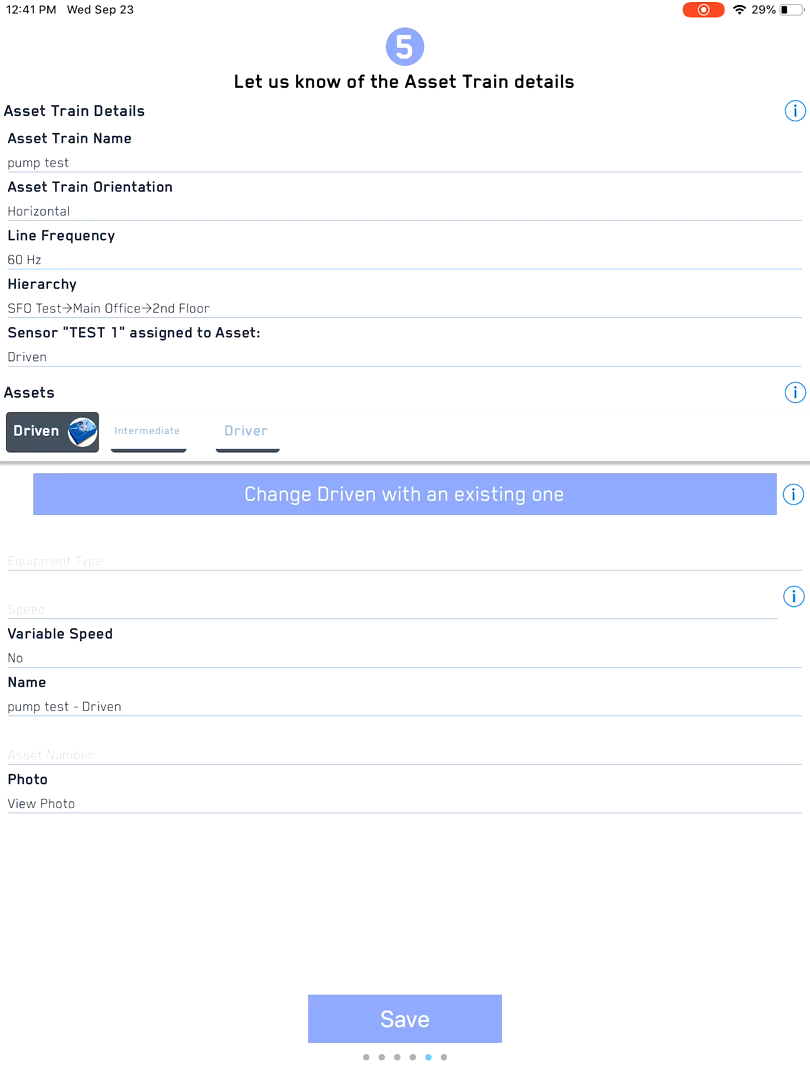 12:41 PM Wed Sep 23 29%
5
Let us know of the Asset Train details
Asset Train Details
Asset Train Name
pump test
Asset Train Orientation
Horizontal
Line Frequency
60 Hz
Hierarchy
SFO Test→Main Office→2nd Floor
Sensor "TEST 1" assigned to Asset:
Driven
Assets
Driven Intermediate Driver
Change Driven with an existing one
Equipment Type
Speed
Variable Speed
No
Name
pump test - Driven
Asset Number
Photo
View Photo
Save